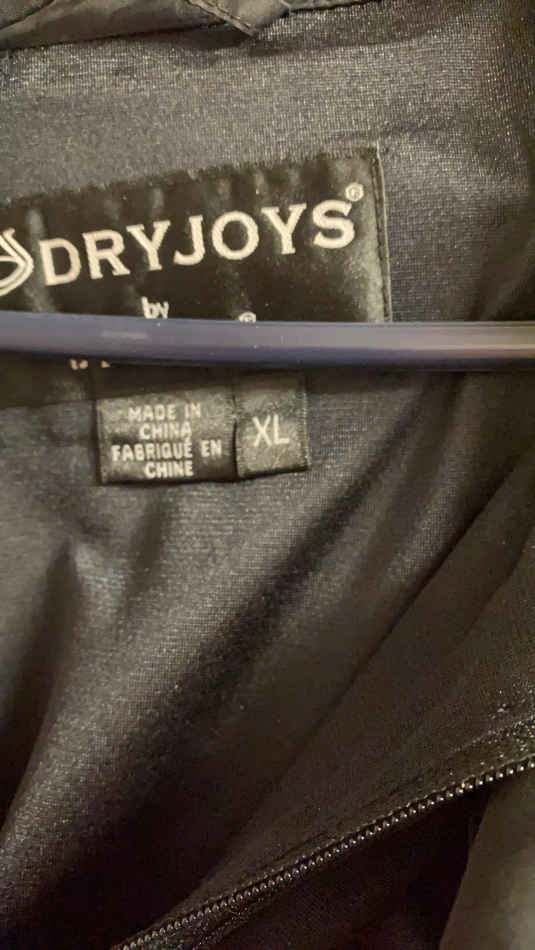 DRYJOYS®
by
®
MADE IN
CHINA
FABRIQUÉ EN
CHINE
XL